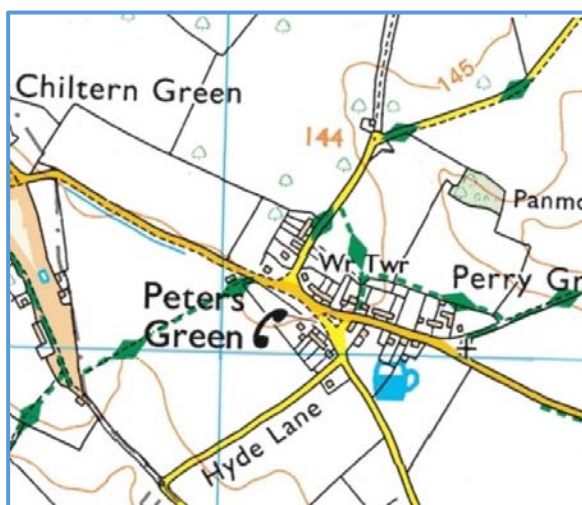 Chiltern Green
145
144
Panmo
Wr Twr
Perry Gr
Peters
Green
Hyde Lane